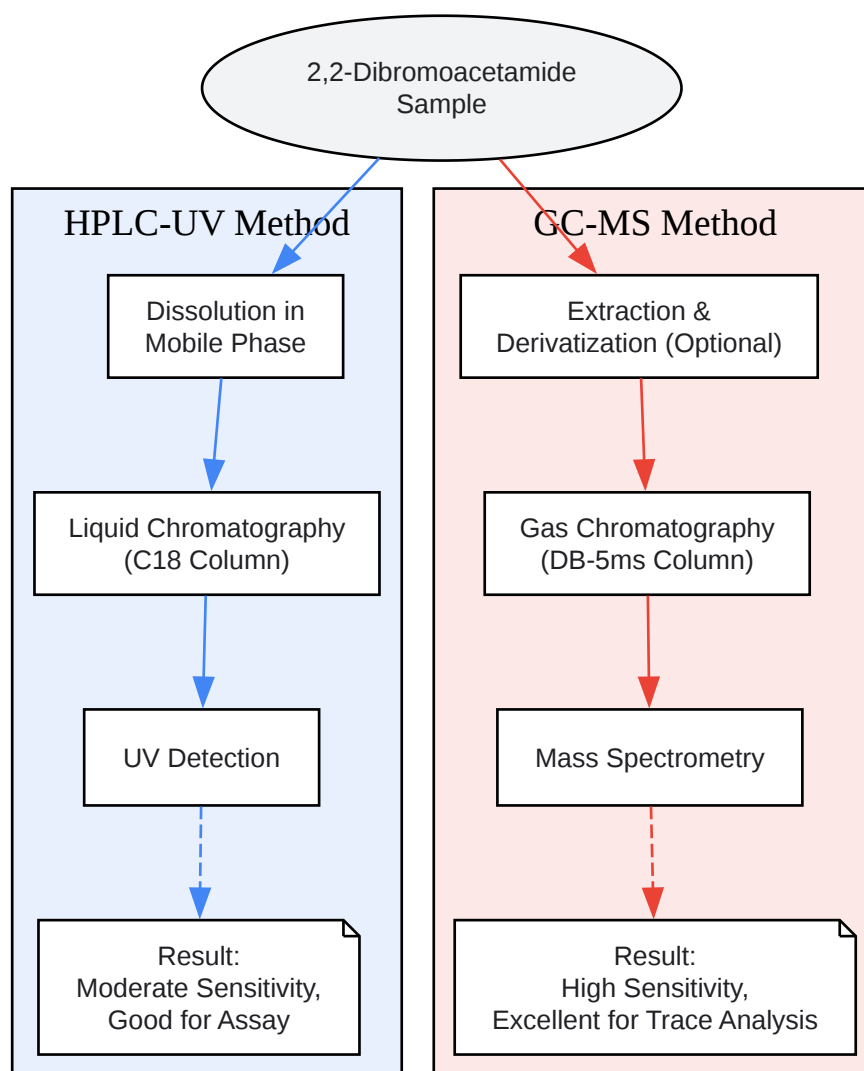 2,2-Dibromoacetamide
Sample
HPLC-UV Method
Dissolution in
Mobile Phase
Liquid Chromatography
(C18 Column)
UV Detection
Result:
Moderate Sensitivity,
Good for Assay
GC-MS Method
Extraction &
Derivatization (Optional)
Gas Chromatography
(DB-5ms Column)
Mass Spectrometry
Result:
High Sensitivity,
Excellent for Trace Analysis